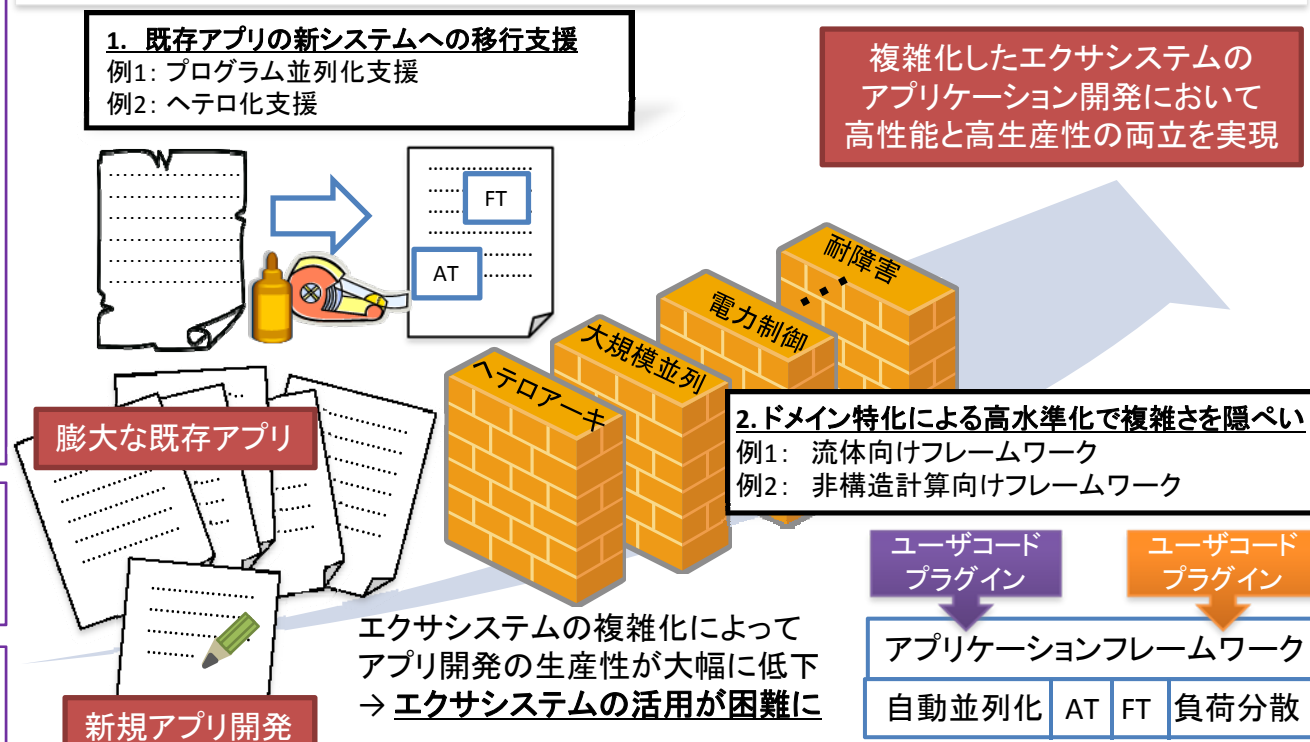 1. 既存アプリの新システムへの移行支援
例1: プログラム並列化支援
例2: ヘテロ化支援
複雑化したエクサシステムの
アプリケーション開発において
高性能と高生産性の両立を実現
FT
AT
耐障害
・・・
電力制御
大規模並列
ヘテロアーキ
膨大な既存アプリ
2.ドメイン特化による高水準化で複雑さを隠ぺい
例1: 流体向けフレームワーク
例2: 非構造計算向けフレームワーク
エクサシステムの複雑化によって
アプリ開発の生産性が大幅に低下
→ エクサシステムの活用が困難に
新規アプリ開発
ユーザコード
プラグイン
ユーザコード
プラグイン
アプリケーションフレームワーク
自動並列化 AT FT 負荷分散